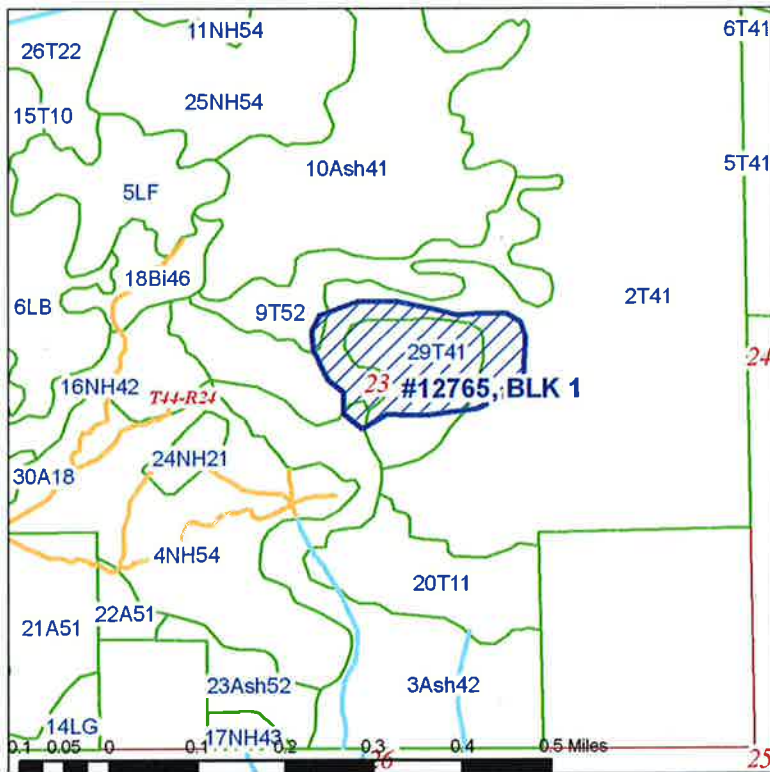 11NH54
6T41
26T22
25NH54
15T10
10Ash41
5T41
5LF
18Bi46
6LB
9T52
2T41
29T41
24
23
#12765, BLK 1
16NH42
T44-R24
24NH21
30A18
4NH54
20T11
22A51
21A51
23Ash52
3Ash42
14LG
17NH43
0.1 0.05 0 0.1 0.2 0.3 0.4 0.5 Miles
26
25